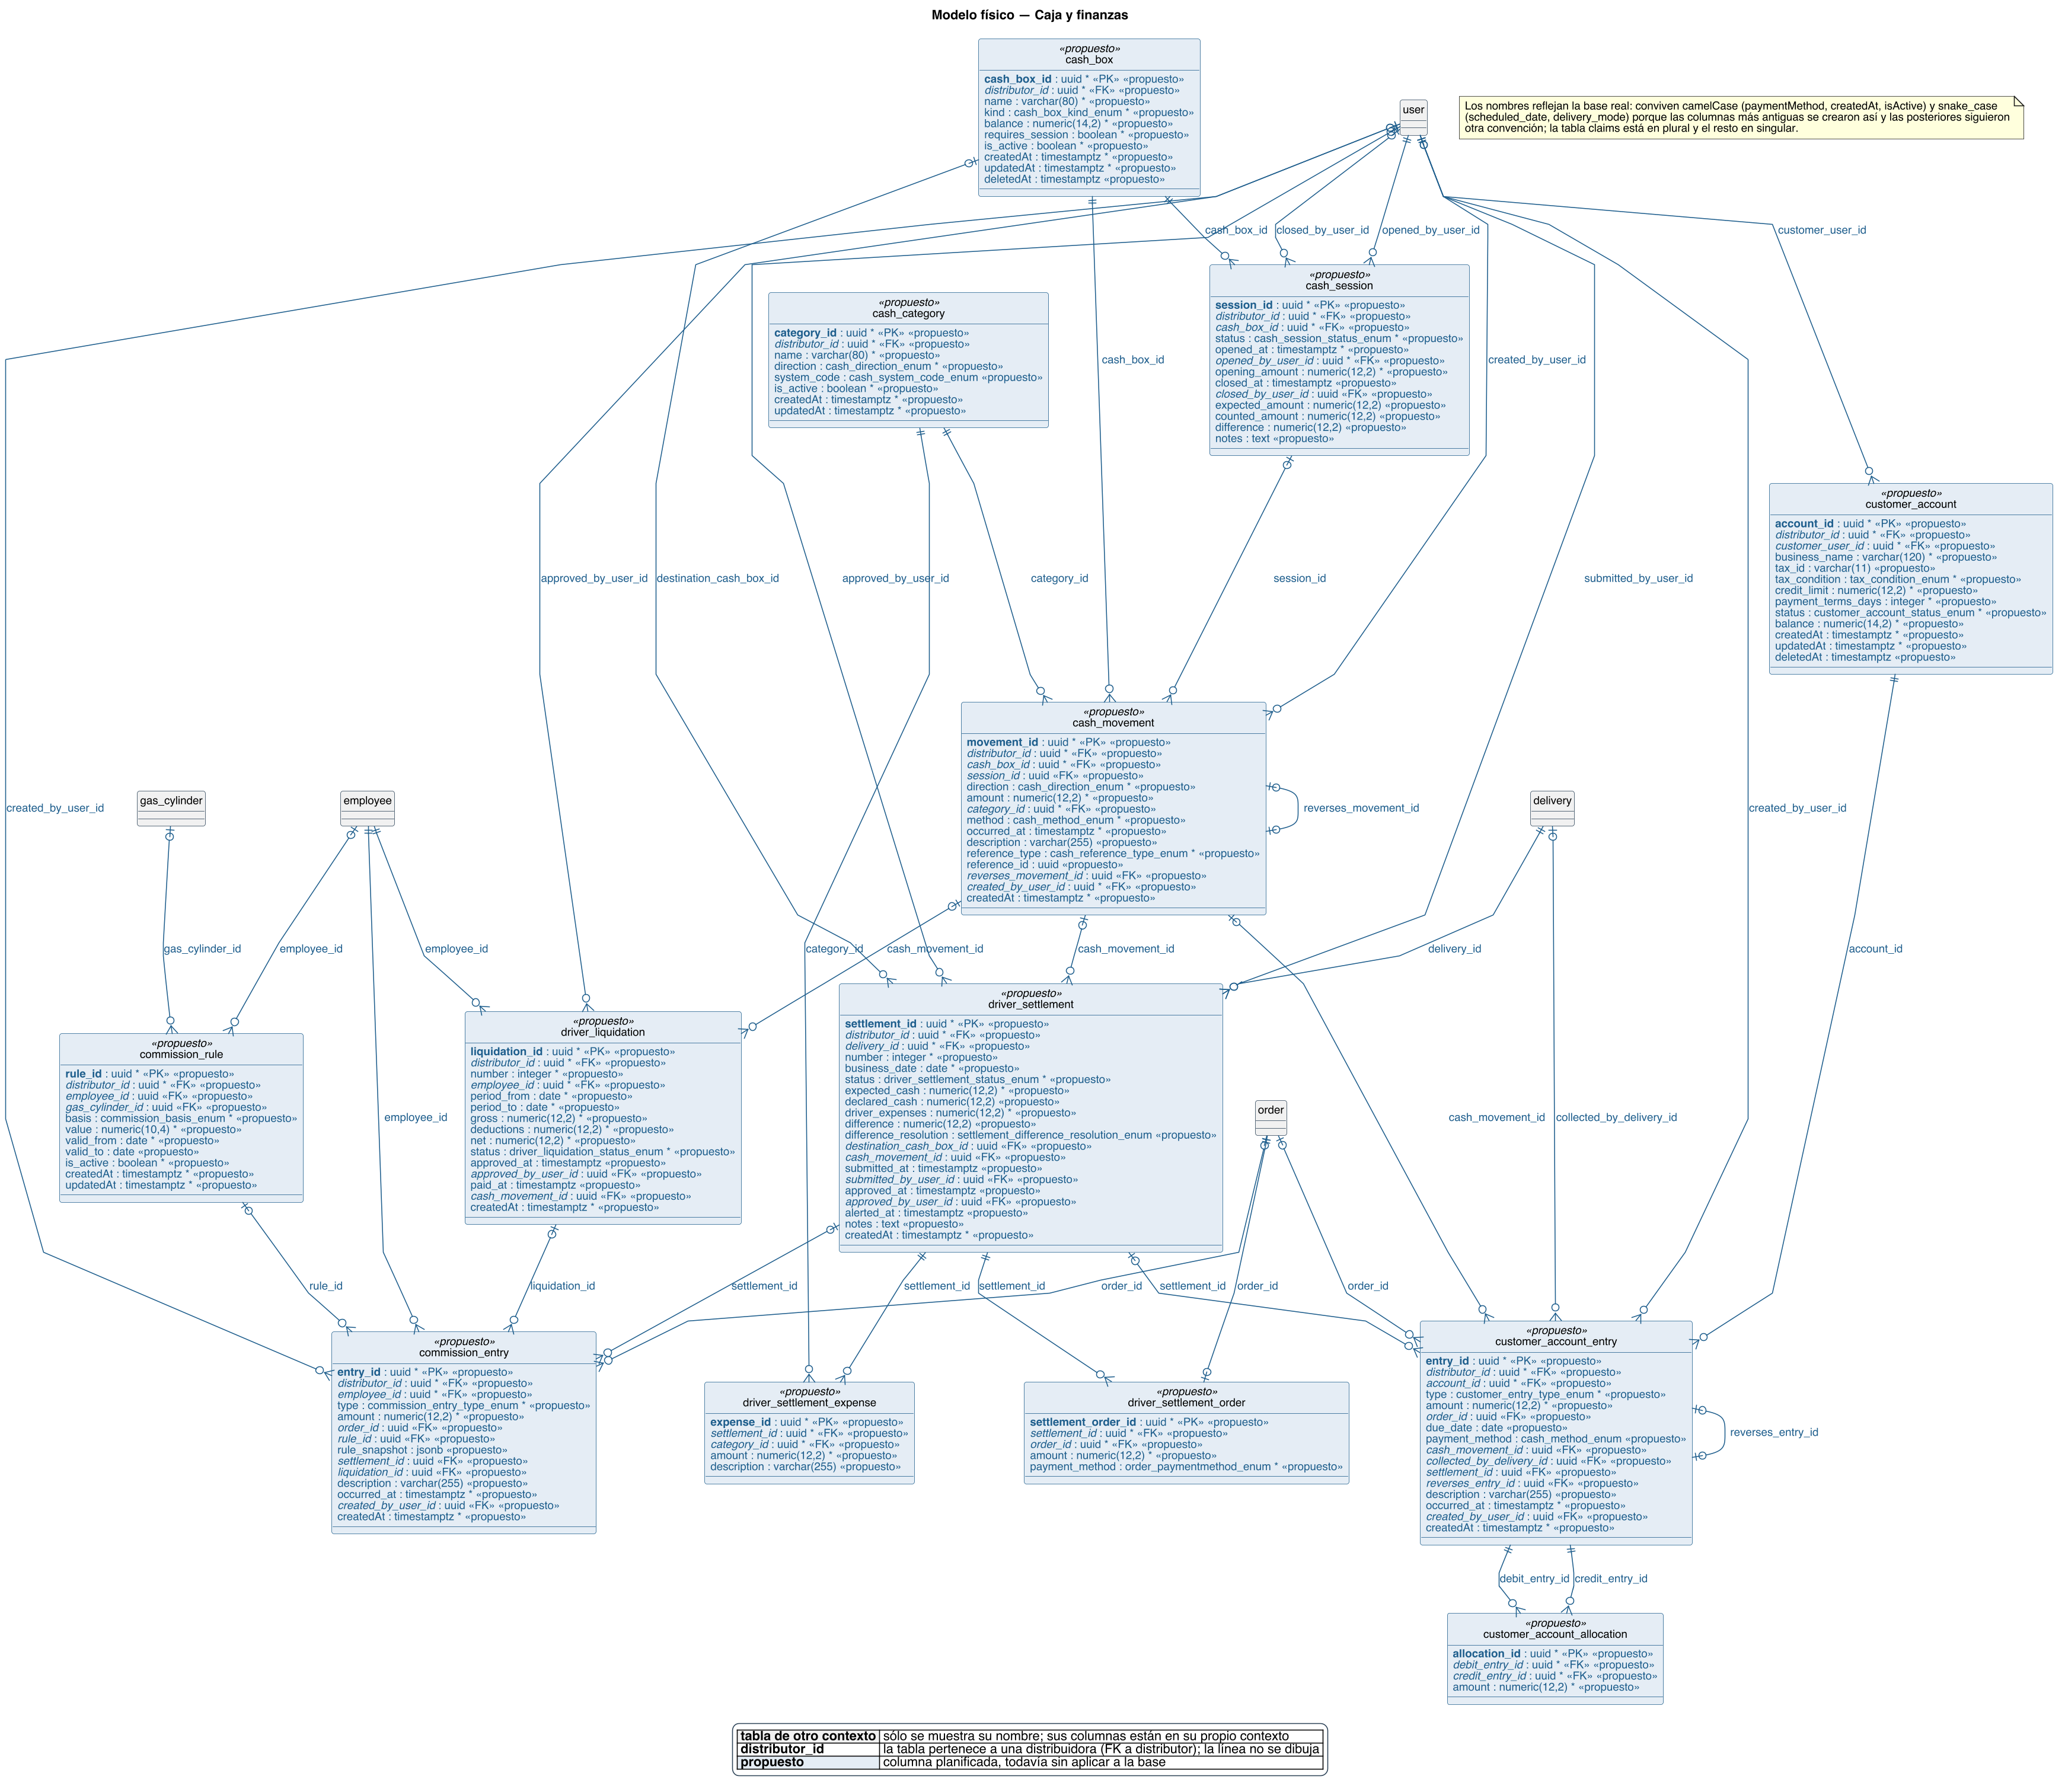 Modelo físico — Caja y finanzas
«propuesto»
cash_box
cash_box_id : uuid * «PK» «propuesto»
distributor_id : uuid * «FK» «propuesto»
name : varchar(80) * «propuesto»
kind : cash_box_kind_enum * «propuesto»
balance : numeric(14,2) * «propuesto»
requires_session : boolean * «propuesto»
is_active : boolean * «propuesto»
createdAt : timestamptz * «propuesto»
updatedAt : timestamptz * «propuesto»
deletedAt : timestamptz «propuesto»
user
Los nombres reflejan la base real: conviven camelCase (paymentMethod, createdAt, isActive) y snake_case
(scheduled_date, delivery_mode) porque las columnas más antiguas se crearon así y las posteriores siguieron
otra convención; la tabla claims está en plural y el resto en singular.
cash_box_id
closed_by_user_id
opened_by_user_id
customer_user_id
«propuesto»
cash_session
session_id : uuid * «PK» «propuesto»
distributor_id : uuid * «FK» «propuesto»
cash_box_id : uuid * «FK» «propuesto»
status : cash_session_status_enum * «propuesto»
opened_at : timestamptz * «propuesto»
opened_by_user_id : uuid * «FK» «propuesto»
opening_amount : numeric(12,2) * «propuesto»
closed_at : timestamptz «propuesto»
closed_by_user_id : uuid «FK» «propuesto»
expected_amount : numeric(12,2) «propuesto»
counted_amount : numeric(12,2) «propuesto»
difference : numeric(12,2) «propuesto»
notes : text «propuesto»
«propuesto»
cash_category
category_id : uuid * «PK» «propuesto»
distributor_id : uuid * «FK» «propuesto»
name : varchar(80) * «propuesto»
direction : cash_direction_enum * «propuesto»
system_code : cash_system_code_enum «propuesto»
is_active : boolean * «propuesto»
createdAt : timestamptz * «propuesto»
updatedAt : timestamptz * «propuesto»
cash_box_id
created_by_user_id
«propuesto»
customer_account
account_id : uuid * «PK» «propuesto»
distributor_id : uuid * «FK» «propuesto»
customer_user_id : uuid * «FK» «propuesto»
business_name : varchar(120) * «propuesto»
tax_id : varchar(11) «propuesto»
tax_condition : tax_condition_enum * «propuesto»
credit_limit : numeric(12,2) * «propuesto»
payment_terms_days : integer * «propuesto»
status : customer_account_status_enum * «propuesto»
balance : numeric(14,2) * «propuesto»
createdAt : timestamptz * «propuesto»
updatedAt : timestamptz * «propuesto»
deletedAt : timestamptz «propuesto»
approved_by_user_id
destination_cash_box_id
approved_by_user_id
category_id
session_id
submitted_by_user_id
«propuesto»
cash_movement
movement_id : uuid * «PK» «propuesto»
distributor_id : uuid * «FK» «propuesto»
cash_box_id : uuid * «FK» «propuesto»
session_id : uuid «FK» «propuesto»
direction : cash_direction_enum * «propuesto»
amount : numeric(12,2) * «propuesto»
category_id : uuid * «FK» «propuesto»
method : cash_method_enum * «propuesto»
occurred_at : timestamptz * «propuesto»
description : varchar(255) «propuesto»
reference_type : cash_reference_type_enum * «propuesto»
reference_id : uuid «propuesto»
reverses_movement_id : uuid «FK» «propuesto»
created_by_user_id : uuid * «FK» «propuesto»
createdAt : timestamptz * «propuesto»
created_by_user_id
gas_cylinder
employee
reverses_movement_id
delivery
created_by_user_id
gas_cylinder_id
employee_id
employee_id
category_id
cash_movement_id
cash_movement_id
delivery_id
account_id
«propuesto»
commission_rule
rule_id : uuid * «PK» «propuesto»
distributor_id : uuid * «FK» «propuesto»
employee_id : uuid «FK» «propuesto»
gas_cylinder_id : uuid «FK» «propuesto»
basis : commission_basis_enum * «propuesto»
value : numeric(10,4) * «propuesto»
valid_from : date * «propuesto»
valid_to : date «propuesto»
is_active : boolean * «propuesto»
createdAt : timestamptz * «propuesto»
updatedAt : timestamptz * «propuesto»
employee_id
«propuesto»
driver_liquidation
liquidation_id : uuid * «PK» «propuesto»
distributor_id : uuid * «FK» «propuesto»
number : integer * «propuesto»
employee_id : uuid * «FK» «propuesto»
period_from : date * «propuesto»
period_to : date * «propuesto»
gross : numeric(12,2) * «propuesto»
deductions : numeric(12,2) * «propuesto»
net : numeric(12,2) * «propuesto»
status : driver_liquidation_status_enum * «propuesto»
approved_at : timestamptz «propuesto»
approved_by_user_id : uuid «FK» «propuesto»
paid_at : timestamptz «propuesto»
cash_movement_id : uuid «FK» «propuesto»
createdAt : timestamptz * «propuesto»
«propuesto»
driver_settlement
settlement_id : uuid * «PK» «propuesto»
distributor_id : uuid * «FK» «propuesto»
delivery_id : uuid * «FK» «propuesto»
number : integer * «propuesto»
business_date : date * «propuesto»
status : driver_settlement_status_enum * «propuesto»
expected_cash : numeric(12,2) * «propuesto»
declared_cash : numeric(12,2) «propuesto»
driver_expenses : numeric(12,2) * «propuesto»
difference : numeric(12,2) «propuesto»
difference_resolution : settlement_difference_resolution_enum «propuesto»
destination_cash_box_id : uuid «FK» «propuesto»
cash_movement_id : uuid «FK» «propuesto»
submitted_at : timestamptz «propuesto»
submitted_by_user_id : uuid «FK» «propuesto»
approved_at : timestamptz «propuesto»
approved_by_user_id : uuid «FK» «propuesto»
alerted_at : timestamptz «propuesto»
notes : text «propuesto»
createdAt : timestamptz * «propuesto»
order
cash_movement_id
collected_by_delivery_id
rule_id
liquidation_id
settlement_id
settlement_id
settlement_id
order_id
settlement_id
order_id
order_id
«propuesto»
commission_entry
entry_id : uuid * «PK» «propuesto»
distributor_id : uuid * «FK» «propuesto»
employee_id : uuid * «FK» «propuesto»
type : commission_entry_type_enum * «propuesto»
amount : numeric(12,2) * «propuesto»
order_id : uuid «FK» «propuesto»
rule_id : uuid «FK» «propuesto»
rule_snapshot : jsonb «propuesto»
settlement_id : uuid «FK» «propuesto»
liquidation_id : uuid «FK» «propuesto»
description : varchar(255) «propuesto»
occurred_at : timestamptz * «propuesto»
created_by_user_id : uuid «FK» «propuesto»
createdAt : timestamptz * «propuesto»
«propuesto»
driver_settlement_expense
expense_id : uuid * «PK» «propuesto»
settlement_id : uuid * «FK» «propuesto»
category_id : uuid * «FK» «propuesto»
amount : numeric(12,2) * «propuesto»
description : varchar(255) «propuesto»
«propuesto»
driver_settlement_order
settlement_order_id : uuid * «PK» «propuesto»
settlement_id : uuid * «FK» «propuesto»
order_id : uuid * «FK» «propuesto»
amount : numeric(12,2) * «propuesto»
payment_method : order_paymentmethod_enum * «propuesto»
«propuesto»
customer_account_entry
entry_id : uuid * «PK» «propuesto»
distributor_id : uuid * «FK» «propuesto»
account_id : uuid * «FK» «propuesto»
type : customer_entry_type_enum * «propuesto»
amount : numeric(12,2) * «propuesto»
order_id : uuid «FK» «propuesto»
due_date : date «propuesto»
payment_method : cash_method_enum «propuesto»
cash_movement_id : uuid «FK» «propuesto»
collected_by_delivery_id : uuid «FK» «propuesto»
settlement_id : uuid «FK» «propuesto»
reverses_entry_id : uuid «FK» «propuesto»
description : varchar(255) «propuesto»
occurred_at : timestamptz * «propuesto»
created_by_user_id : uuid «FK» «propuesto»
createdAt : timestamptz * «propuesto»
reverses_entry_id
debit_entry_id
credit_entry_id
«propuesto»
customer_account_allocation
allocation_id : uuid * «PK» «propuesto»
debit_entry_id : uuid * «FK» «propuesto»
credit_entry_id : uuid * «FK» «propuesto»
amount : numeric(12,2) * «propuesto»
tabla de otro contexto sólo se muestra su nombre; sus columnas están en su propio contexto
distributor_id la tabla pertenece a una distribuidora (FK a distributor); la línea no se dibuja
propuesto columna planificada, todavía sin aplicar a la base